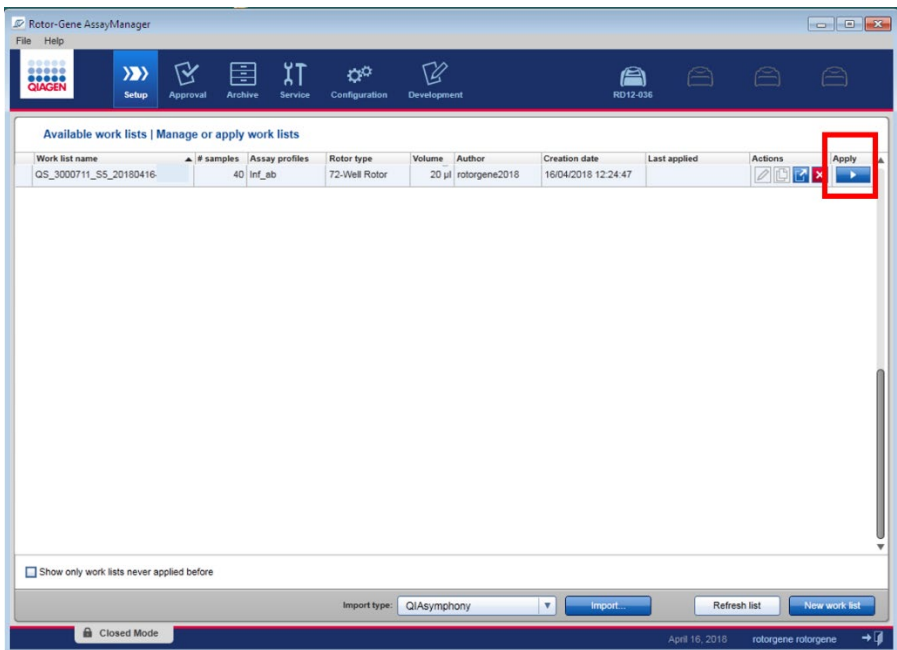 Rotor-Gene AssayManager
File Help
QIAGEN
Setup Approval Archive Service Configuration Development RD12-036
Available work lists | Manage or apply work lists
Work list name # samples Assay profiles Rotor type Volume Author Creation date Last applied Actions Apply
QS_3000711_S5_20180416- 40 Inf_ab 72-Well Rotor 20 µl rotorgene2018 16/04/2018 12:24:47
Show only work lists never applied before
Import type: QIAsymphony Import... Refresh list New work list
Closed Mode April 16, 2018 rotorgene rotorgene